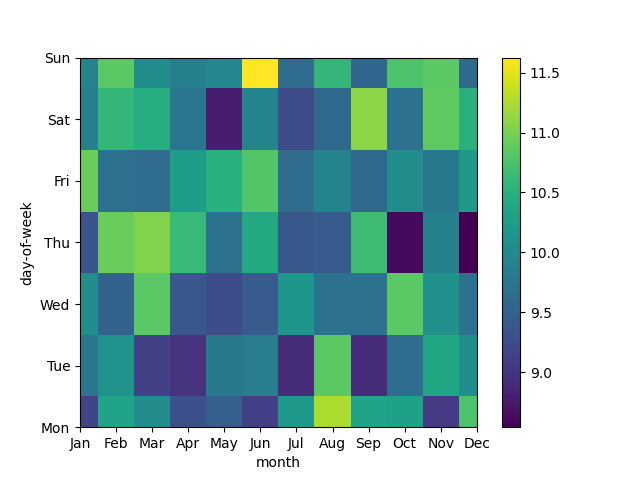 Sun
Sat
Fri
Thu
Wed
Tue
Mon
day-of-week
Jan Feb Mar Apr May Jun Jul Aug Sep Oct Nov Dec
month
11.5
11.0
10.5
10.0
9.5
9.0